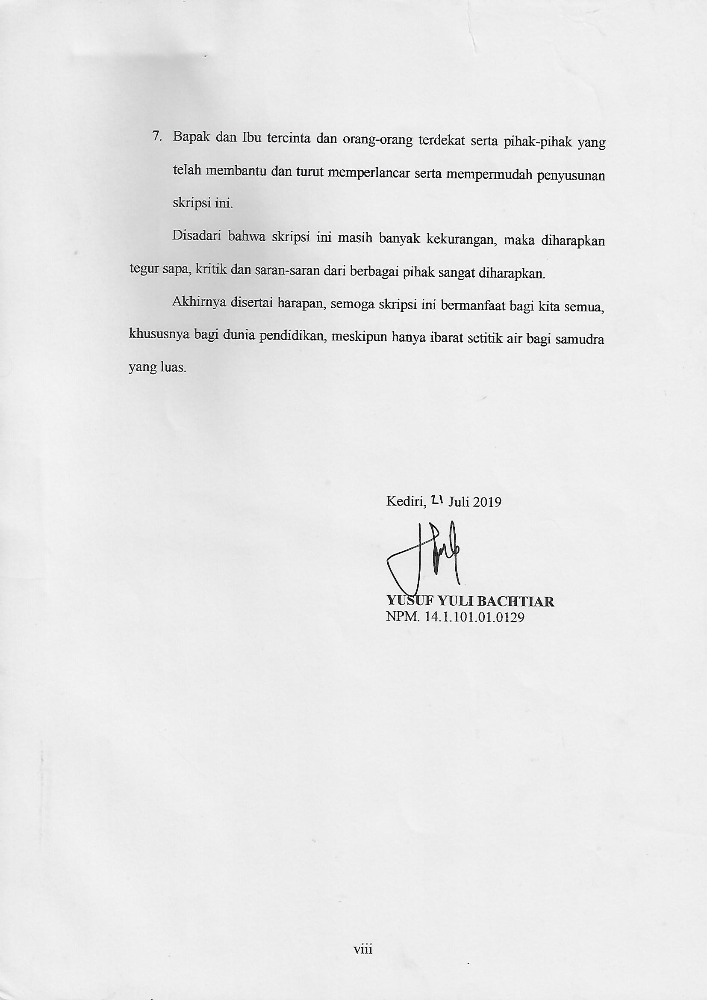 7. Bapak dan Ibu tercinta dan orang-orang terdekat serta pihak-pihak yang
telah membantu dan turut memperlancar serta mempermudah penyusunan
skripsi ini.
Disadari bahwa skripsi ini masih banyak kekurangan, maka diharapkan
tegur sapa, kritik dan saran-saran dari berbagai pihak sangat diharapkan.
Akhirnya disertai harapan, semoga skripsi ini bermanfaat bagi kita semua,
khususnya bagi dunia pendidikan, meskipun hanya ibarat setitik air bagi samudra
yang luas.
Kediri, 21 Juli 2019
YUSUF YULI BACHTIAR
NPM. 14.1.101.01.0129
viii